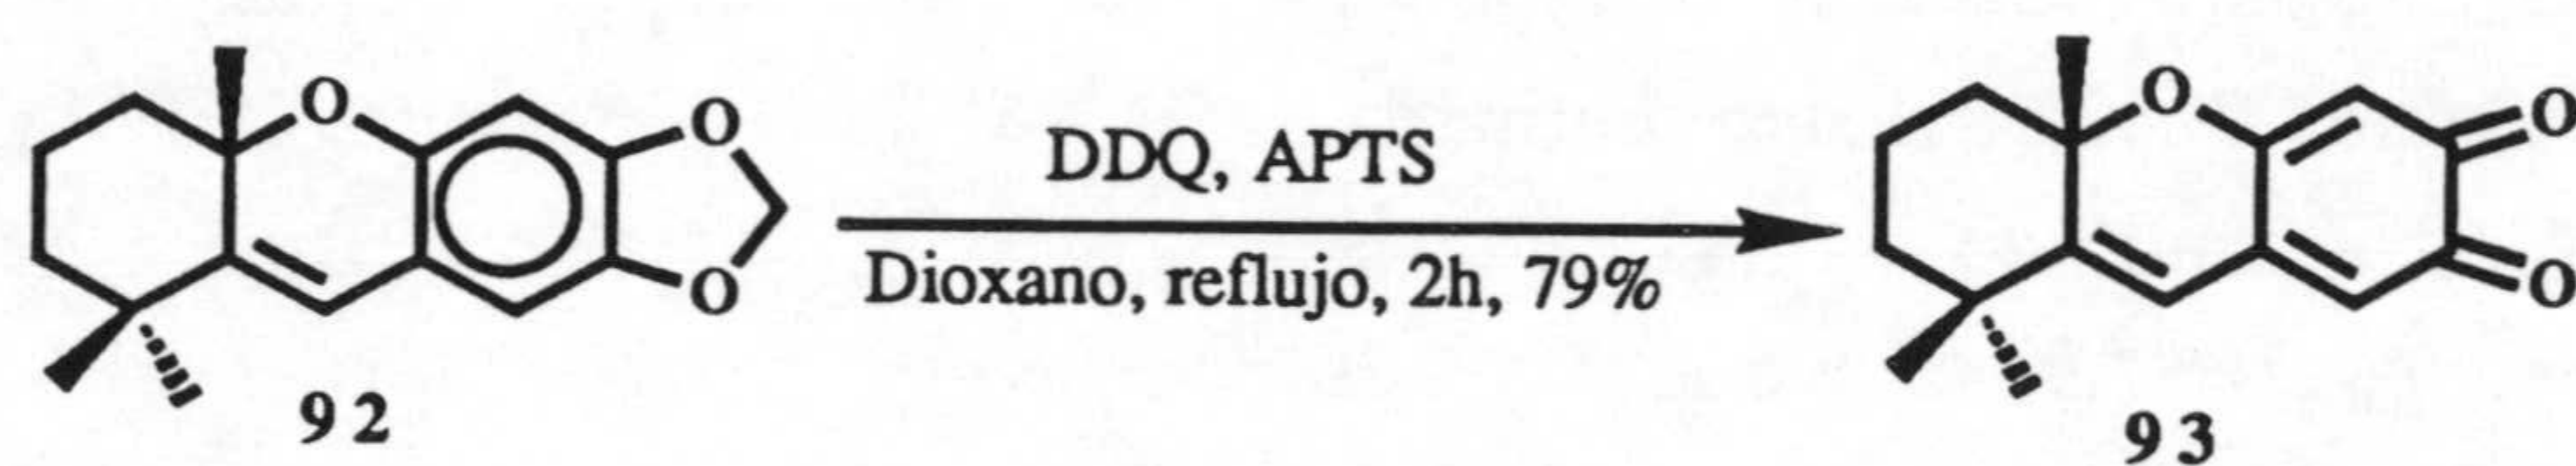 O
O
O
92
DDQ, APTS
Dioxano, reflujo, 2h, 79%
O
O
O
93